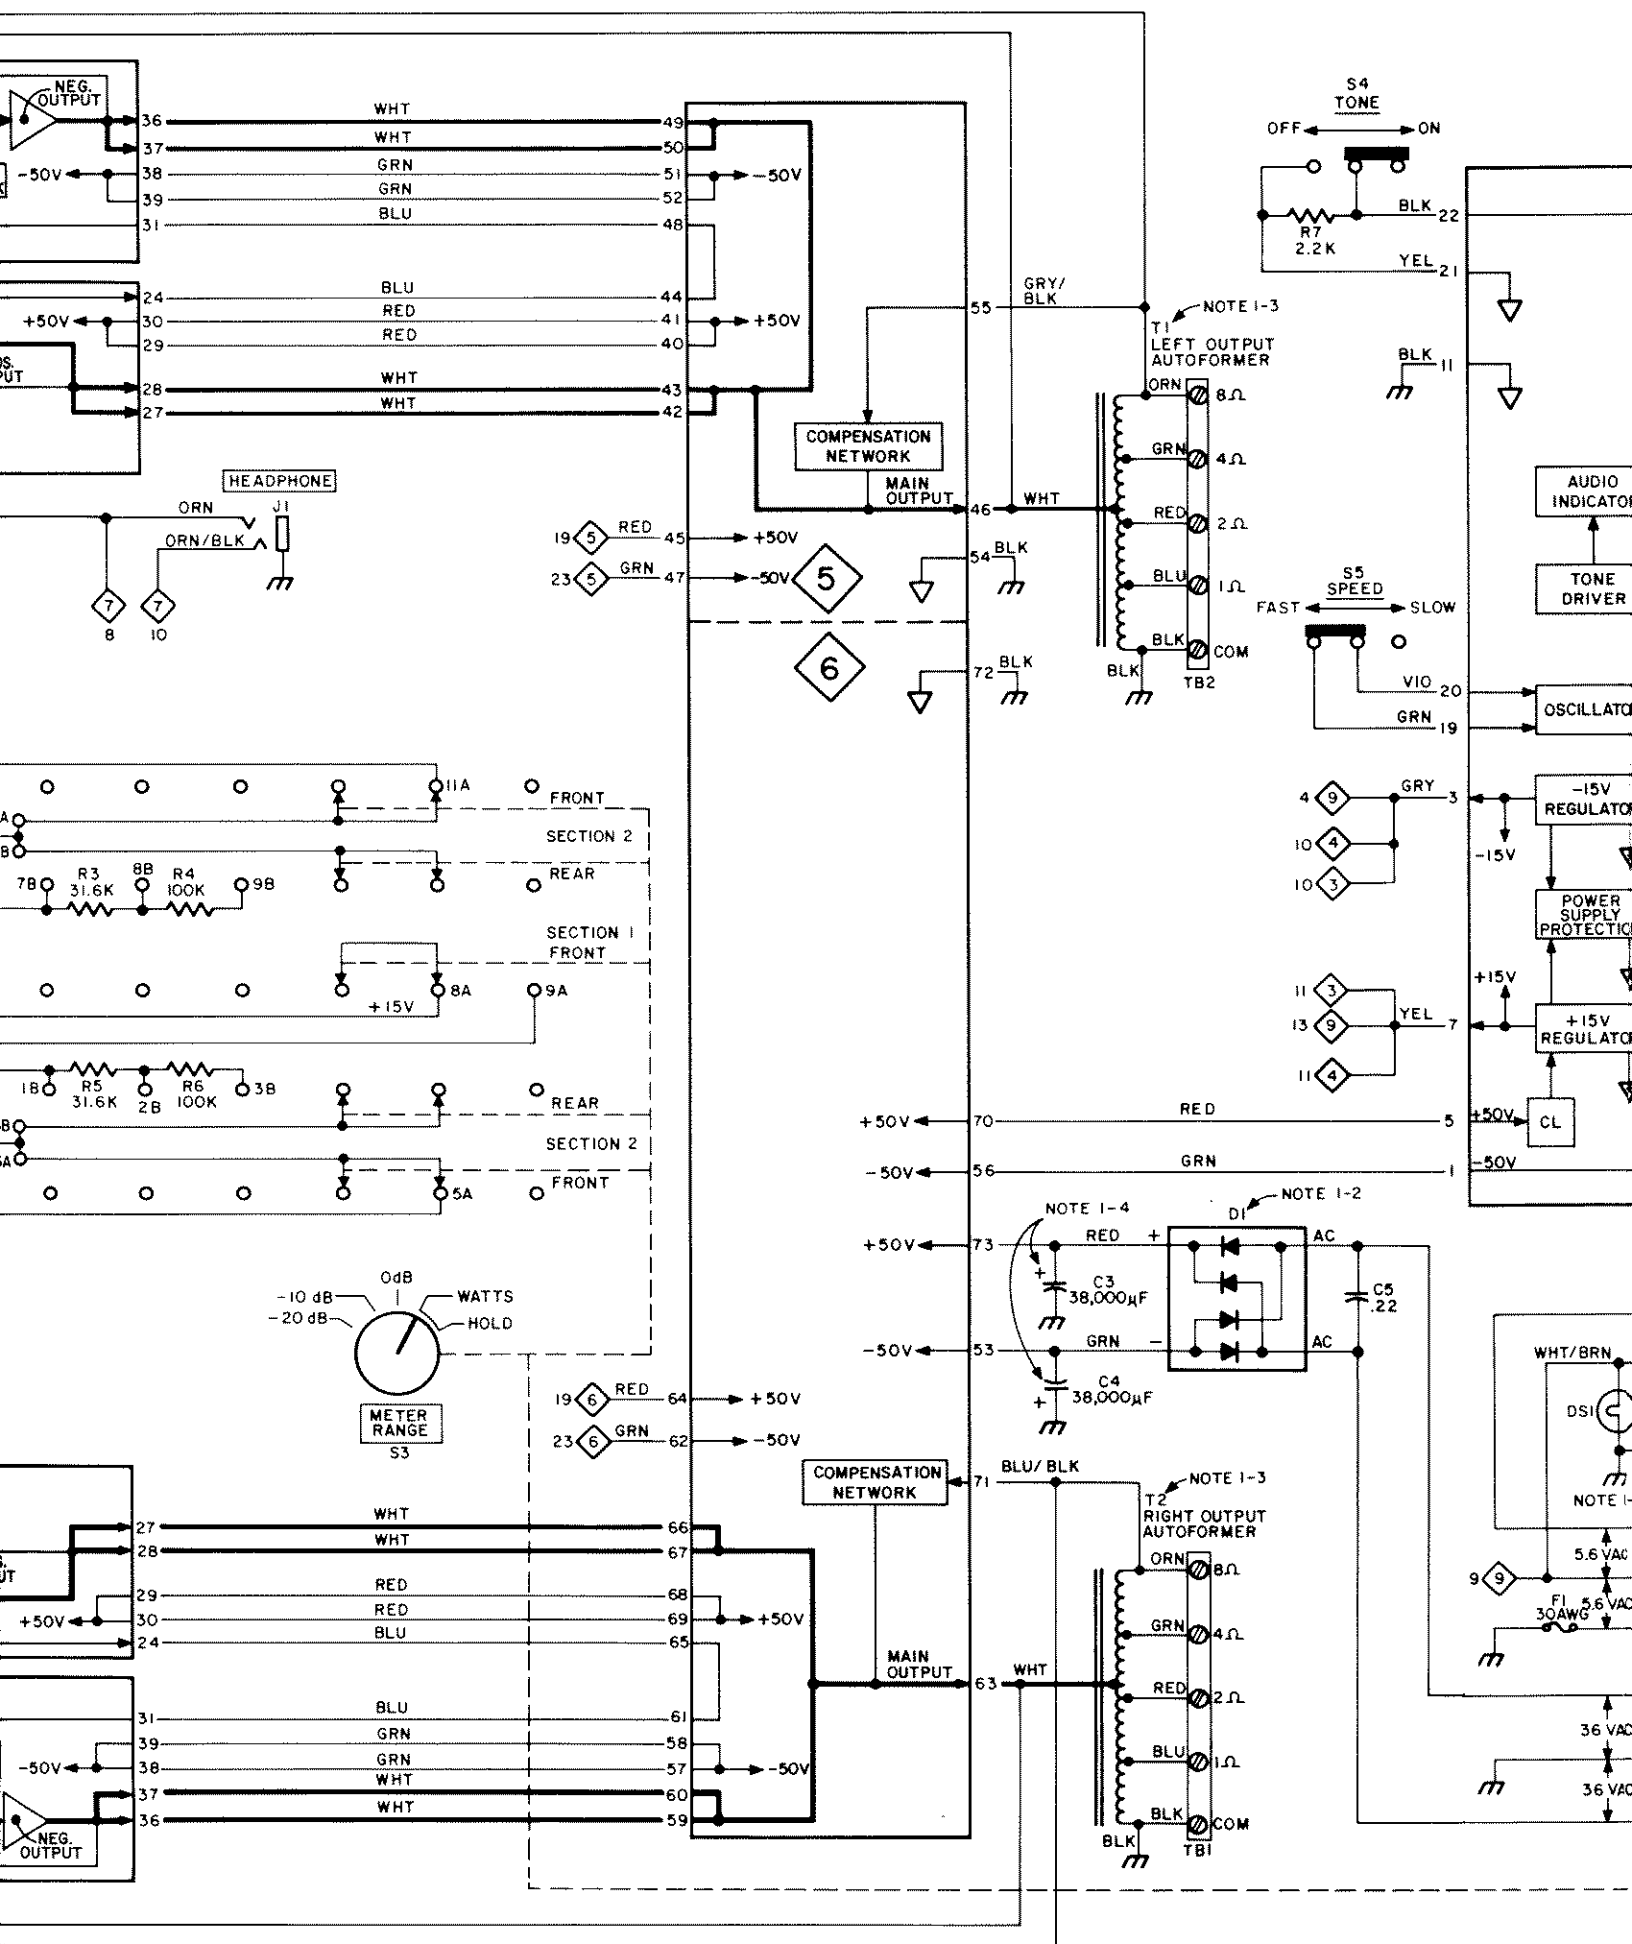 NEG.
OUTPUT
36
WHT
49
37
WHT
50
-50V
38
GRN
51
-50V
39
GRN
52
31
BLU
48
24
BLU
44
+50V
30
RED
41
+50V
29
RED
40
28
WHT
43
27
WHT
42
HEADPHONE
J1
ORN
ORN/BLK
7
8
7
10
19
5
RED
45
+50V
23
5
GRN
47
-50V
5
6
COMPENSATION
NETWORK
MAIN
OUTPUT
46
WHT
55
GRY/
BLK
54
BLK
72
BLK
NOTE 1-3
T1
LEFT OUTPUT
AUTOFORMER
ORN
8Ω
GRN
4Ω
RED
2Ω
BLU
1Ω
BLK
COM
BLK
TB2
S4
TONE
OFF
ON
R7
2.2K
BLK
22
YEL
21
BLK
11
AUDIO
TONE
DRIVER
S5
SPEED
FAST
SLOW
VIO
20
GRN
19
4
9
GRY
3
10
4
10
3
-15V
-15V
POWER
SUPPLY
+15V
11
3
13
9
YEL
7
11
4
+15V
RED
5
+50V
CL
GRN
1
-50V
11A
FRONT
SECTION 2
REAR
7B
R3
31.6K
8B
R4
100K
9B
SECTION 1
FRONT
8A
9A
+15V
1B
R5
31.6K
2B
R6
100K
3B
REAR
SECTION 2
FRONT
5A
0dB
-10 dB
WATTS
-20 dB
HOLD
METER
RANGE
S3
+50V
70
-50V
56
NOTE 1-4
NOTE 1-2
D1
+50V
73
RED
+
AC
+
C3
38,000µF
C5
.22
-50V
53
GRN
-
AC
C4
38,000µF
+
19
6
RED
64
+50V
23
6
GRN
62
-50V
COMPENSATION
NETWORK
71
BLU/BLK
NOTE 1-3
T2
RIGHT OUTPUT
AUTOFORMER
ORN
8Ω
GRN
4Ω
RED
2Ω
BLU
1Ω
BLK
COM
BLK
TB1
MAIN
OUTPUT
63
WHT
27
WHT
66
28
WHT
67
29
RED
68
+50V
30
RED
69
+50V
24
BLU
65
31
BLU
61
39
GRN
58
-50V
38
GRN
57
-50V
37
WHT
60
36
WHT
59
NEG.
OUTPUT
WHT/BRN
DS1
5.6 VAC
9
9
F1
30AWG
5.6 VAC
36 VAC
36 VAC